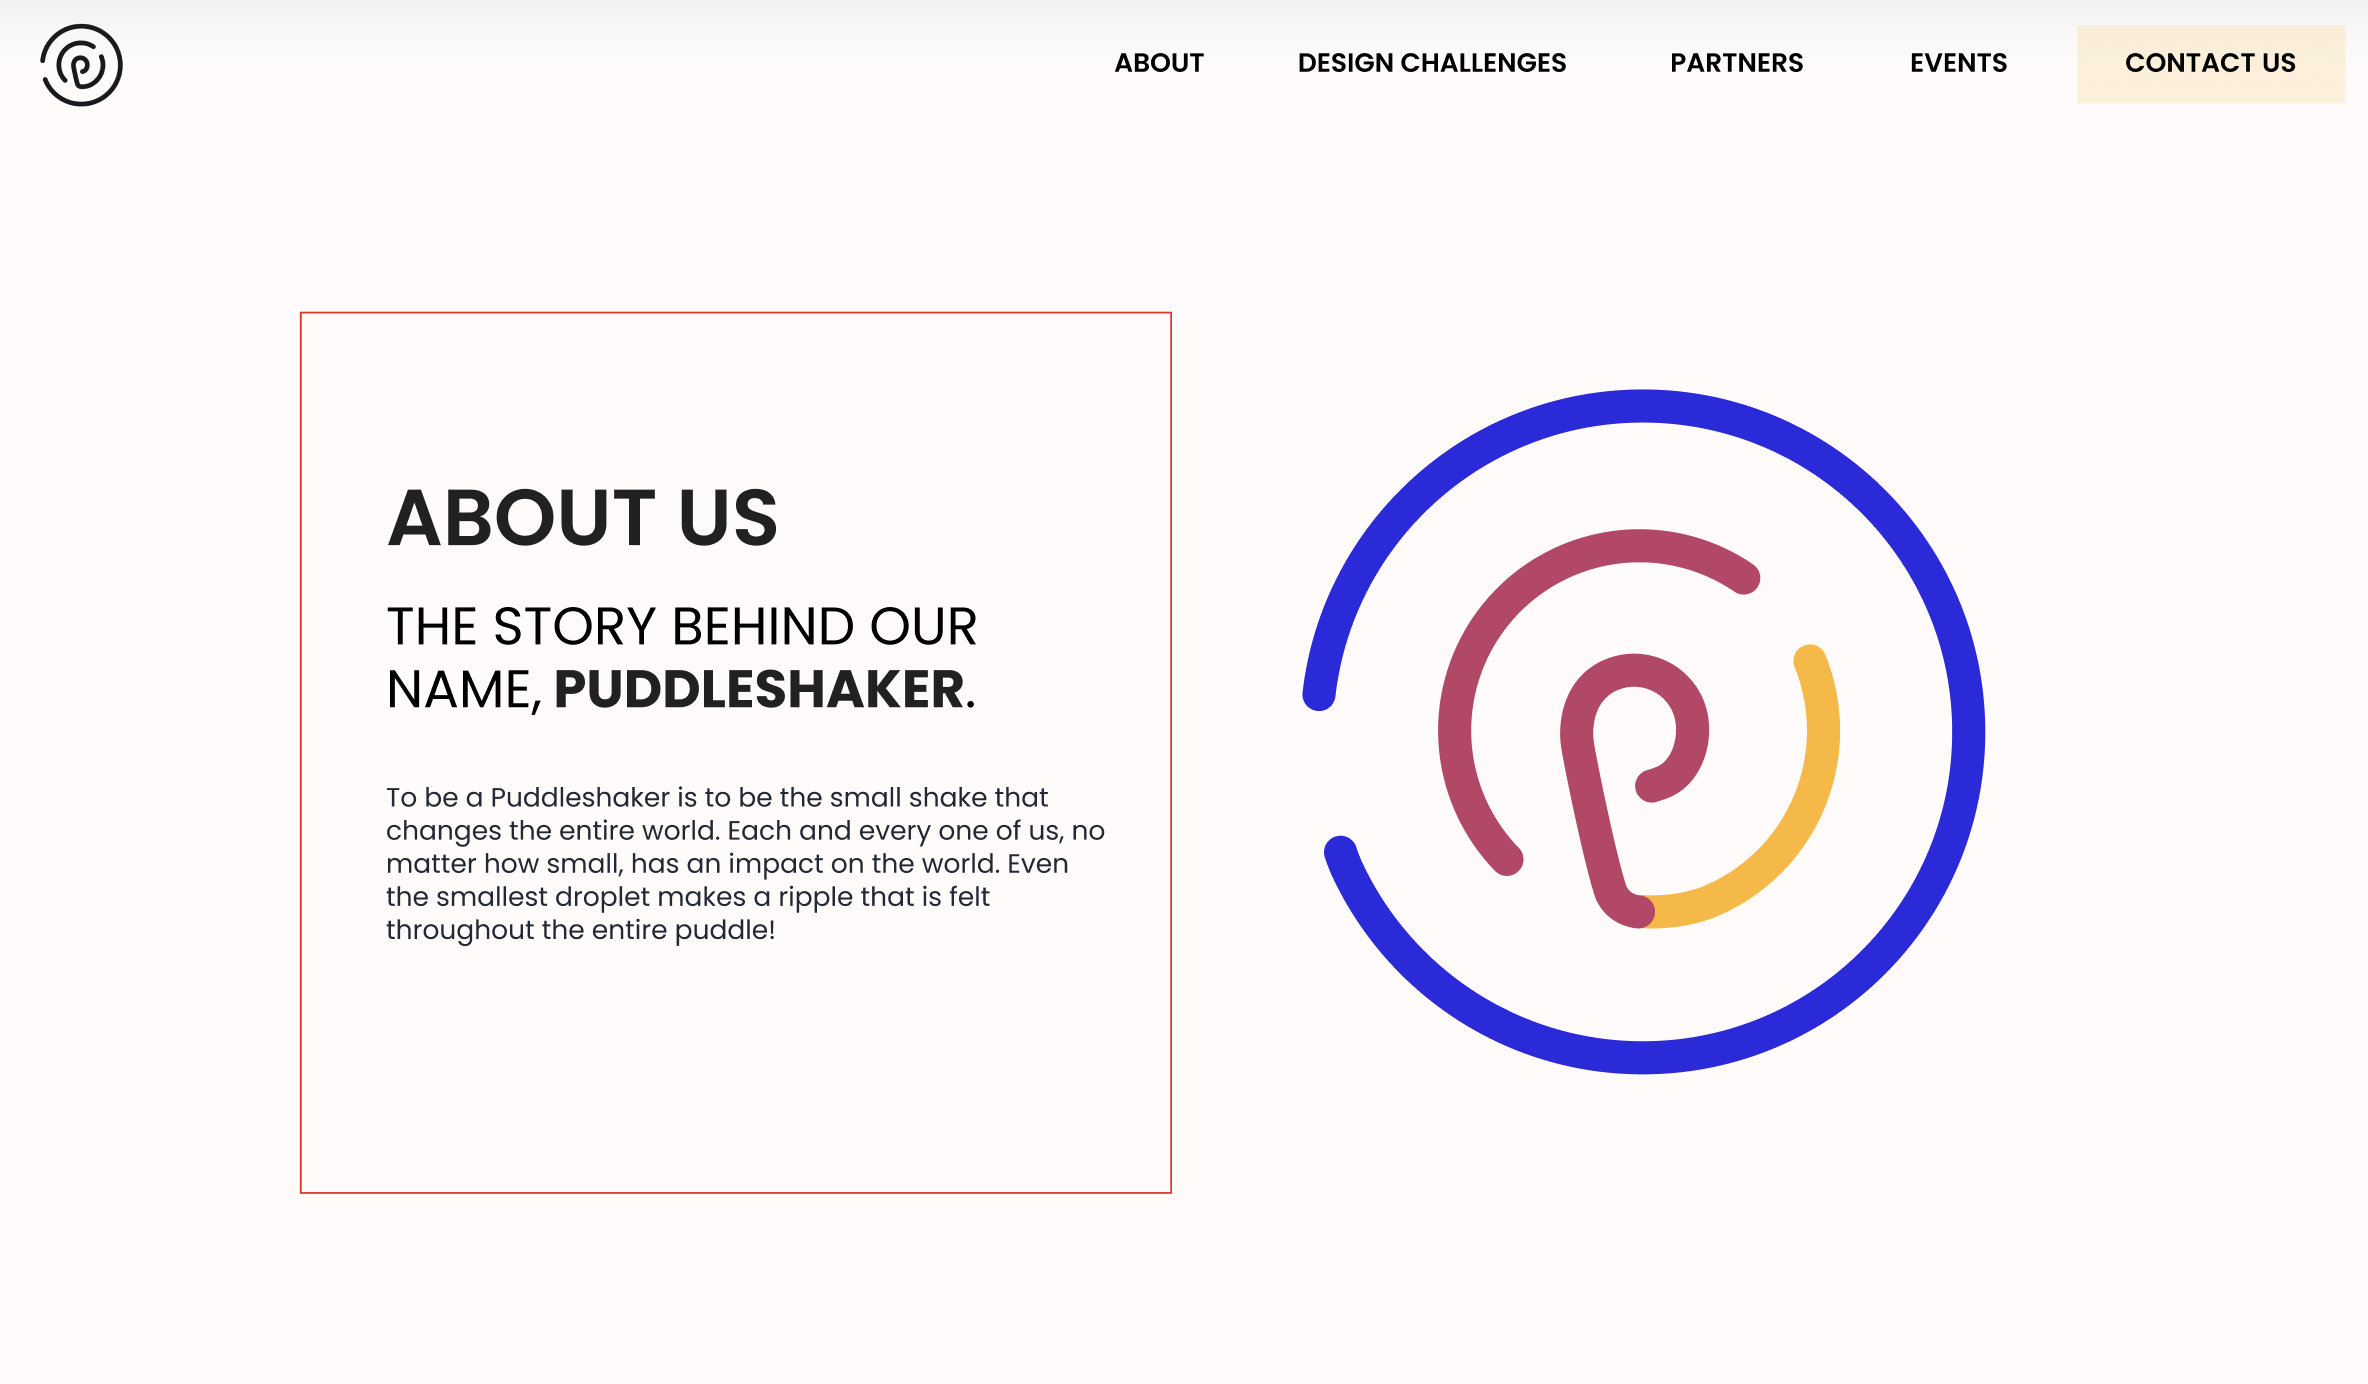 ABOUT
DESIGN CHALLENGES
PARTNERS
EVENTS
CONTACT US
ABOUT US
THE STORY BEHIND OUR
NAME, PUDDLESHAKER.
To be a Puddleshaker is to be the small shake that
changes the entire world. Each and every one of us, no
matter how small, has an impact on the world. Even
the smallest droplet makes a ripple that is felt
throughout the entire puddle!